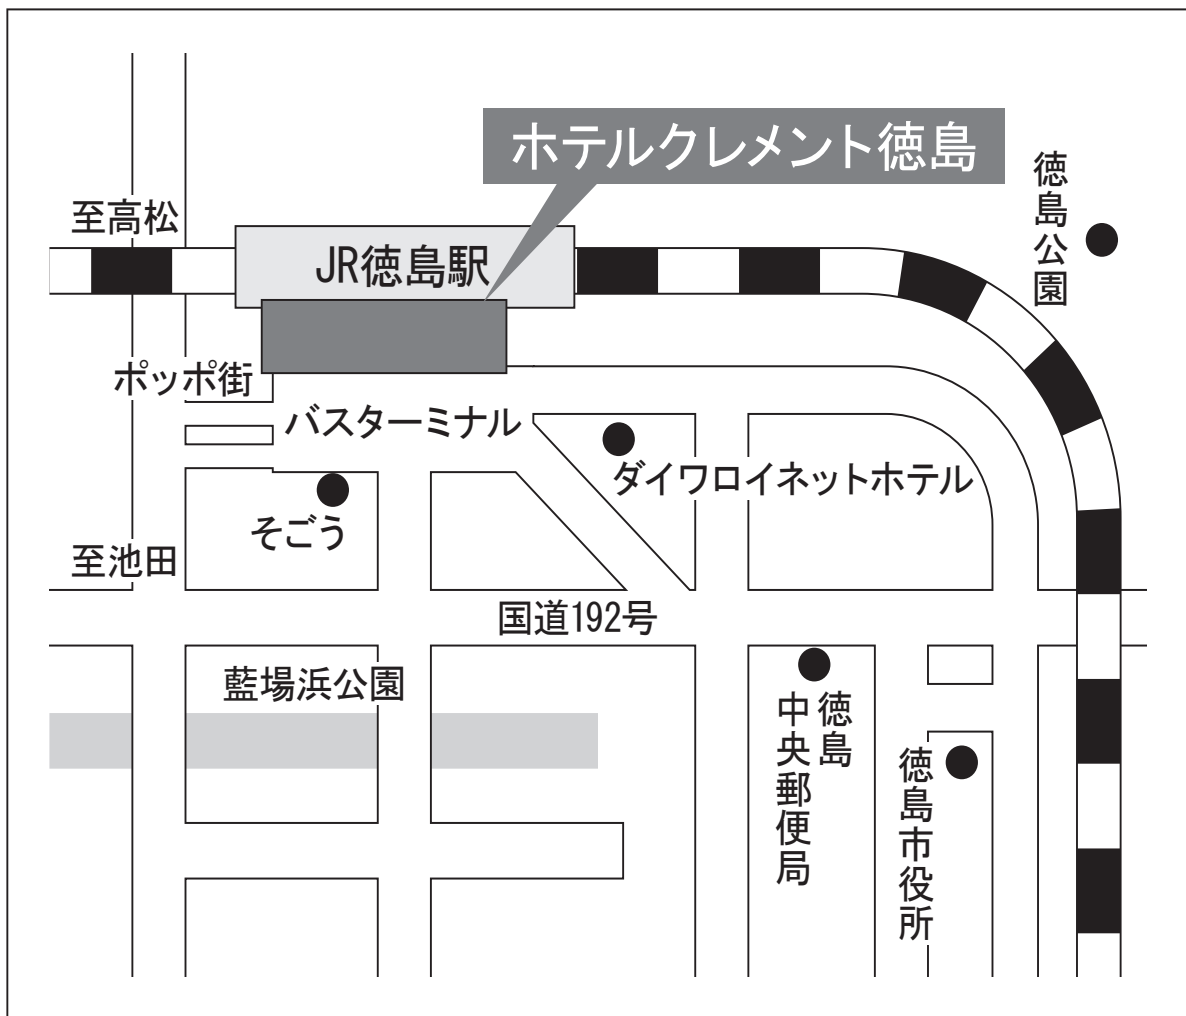 ホテルクレメント徳島
徳島公園
至高松
JR徳島駅
ポッポ街
バスターミナル
ダイワロイネットホテル
そごう
至池田
国道192号
藍場浜公園
徳島
中央郵便局
徳島市役所